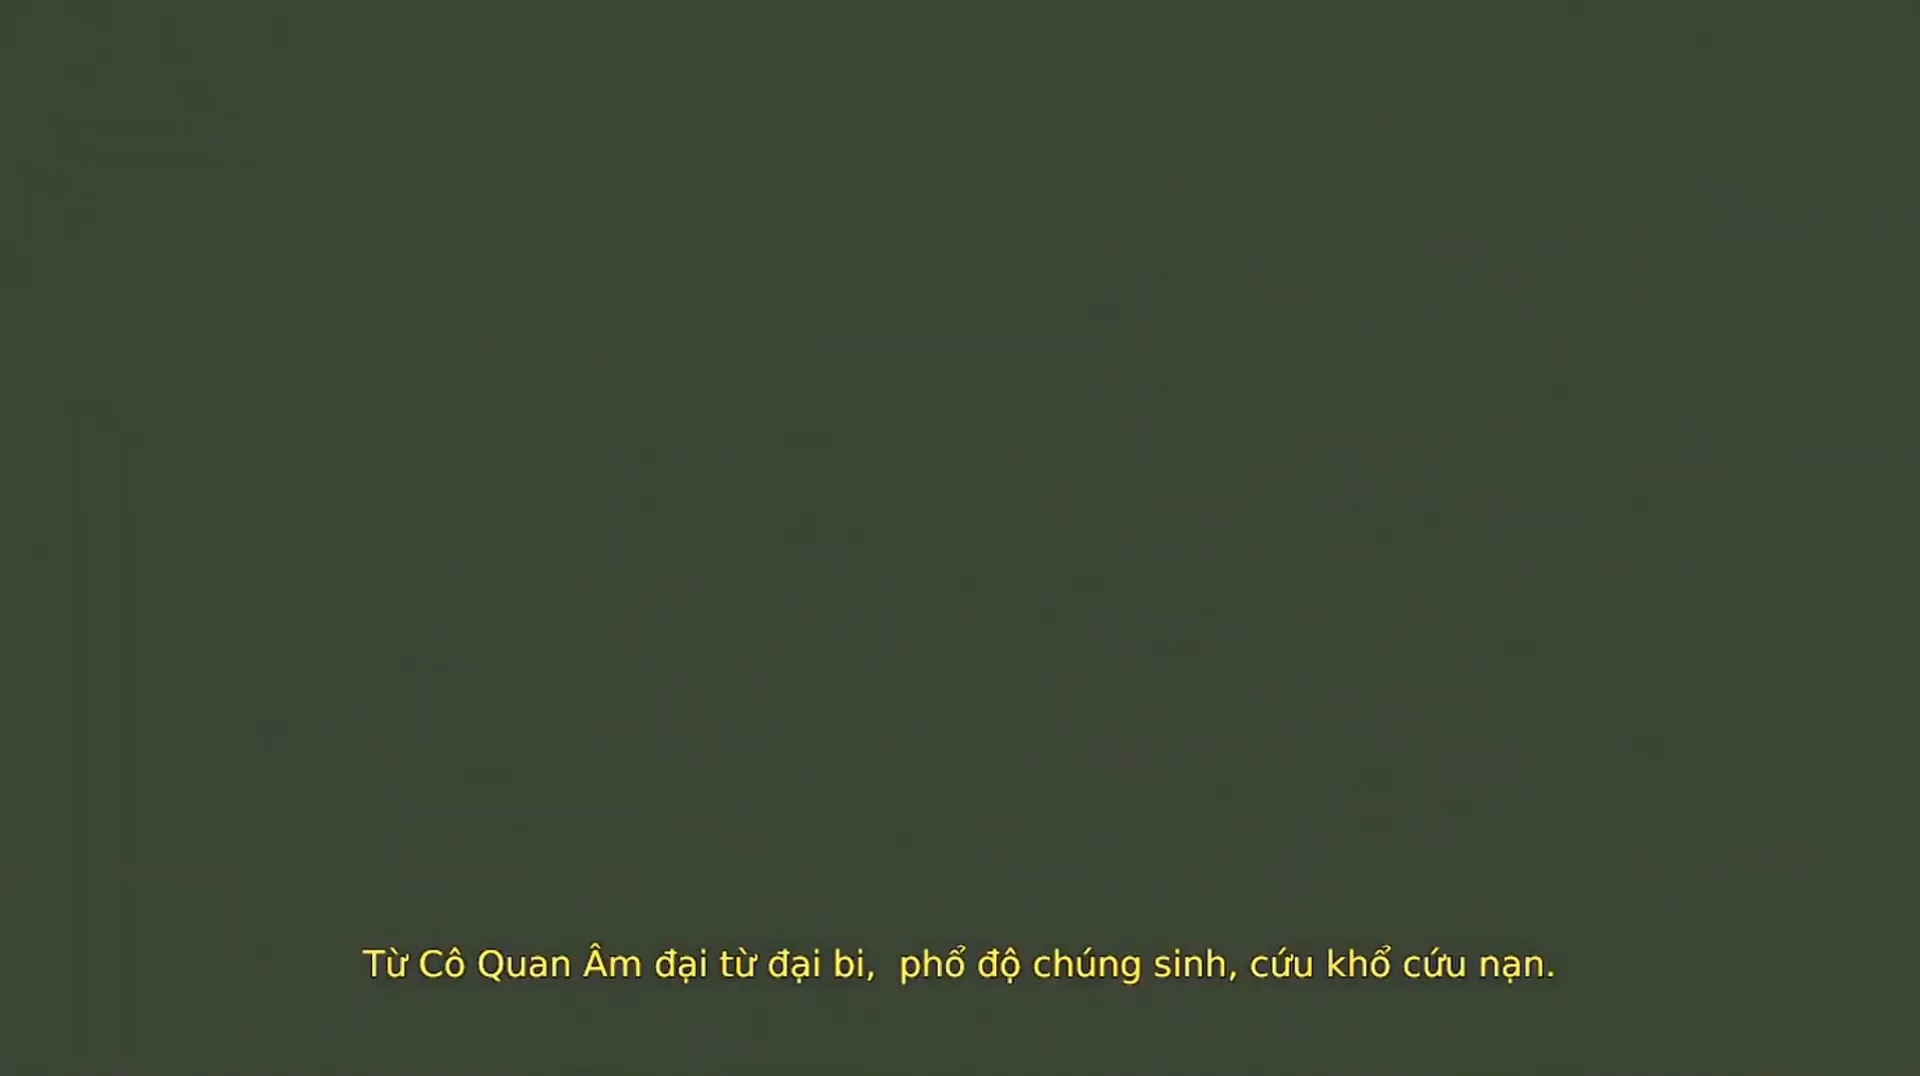 Từ Cô Quan Âm đại từ đại bi,  phổ độ chúng sinh, cứu khổ cứu nạn.